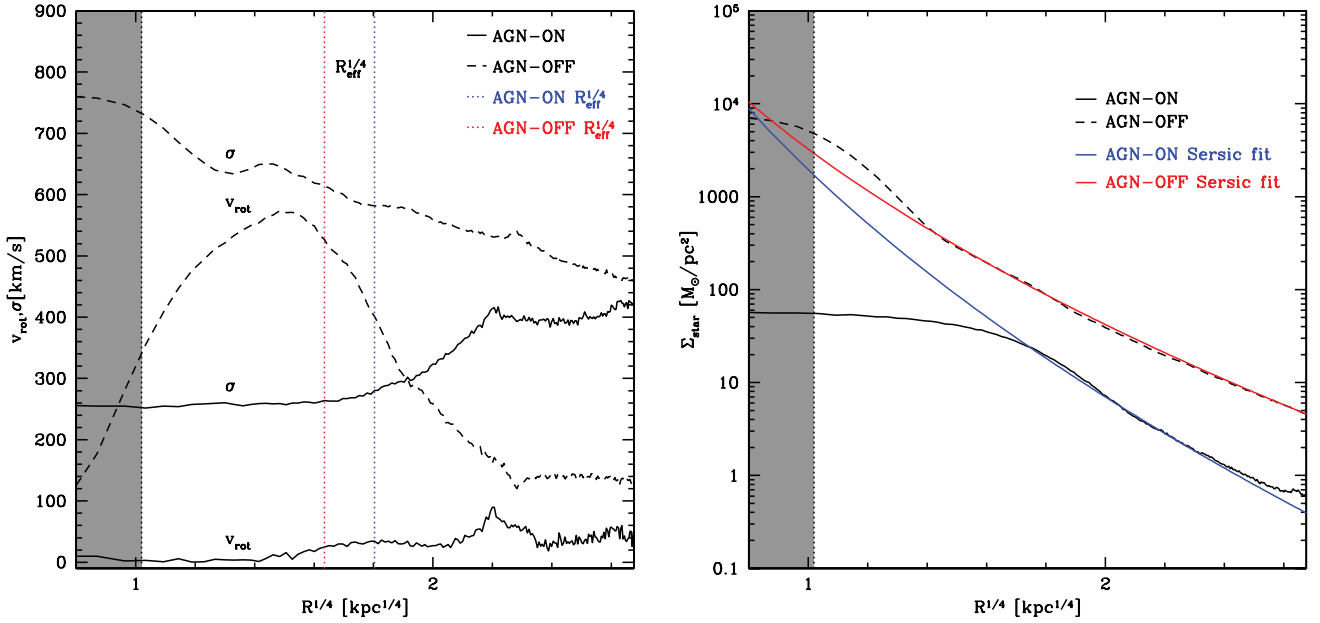 900
800
700
600
500
400
300
200
100
0
v_rot,σ[km/s]
1
2
R^1/4 [kpc^1/4]
σ
v_rot
σ
v_rot
R_eff^1/4
AGN-ON
AGN-OFF
AGN-ON R_eff^1/4
AGN-OFF R_eff^1/4
10^5
10^4
1000
100
10
1
0.1
Σ_star [M_⊙/pc^2]
1
2
R^1/4 [kpc^1/4]
AGN-ON
AGN-OFF
AGN-ON Sersic fit
AGN-OFF Sersic fit